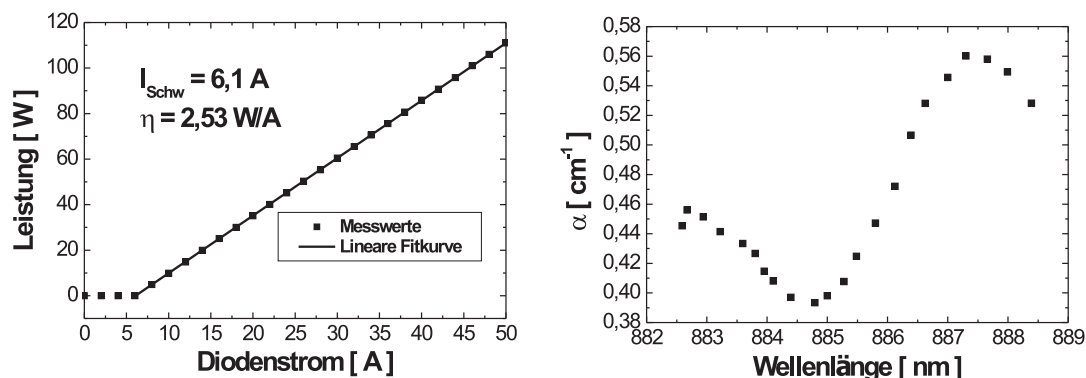 120
100
80
60
40
20
0
Leistung [ W ]
I Schw = 6,1 A
η = 2,53 W/A
Messwerte
Lineare Fitkurve
0 5 10 15 20 25 30 35 40 45 50
Diodenstrom [ A ]
0,58
0,56
0,54
0,52
0,50
0,48
0,46
0,44
0,42
0,40
0,38
α [ cm-1 ]
882 883 884 885 886 887 888 889
Wellenlänge [ nm ]